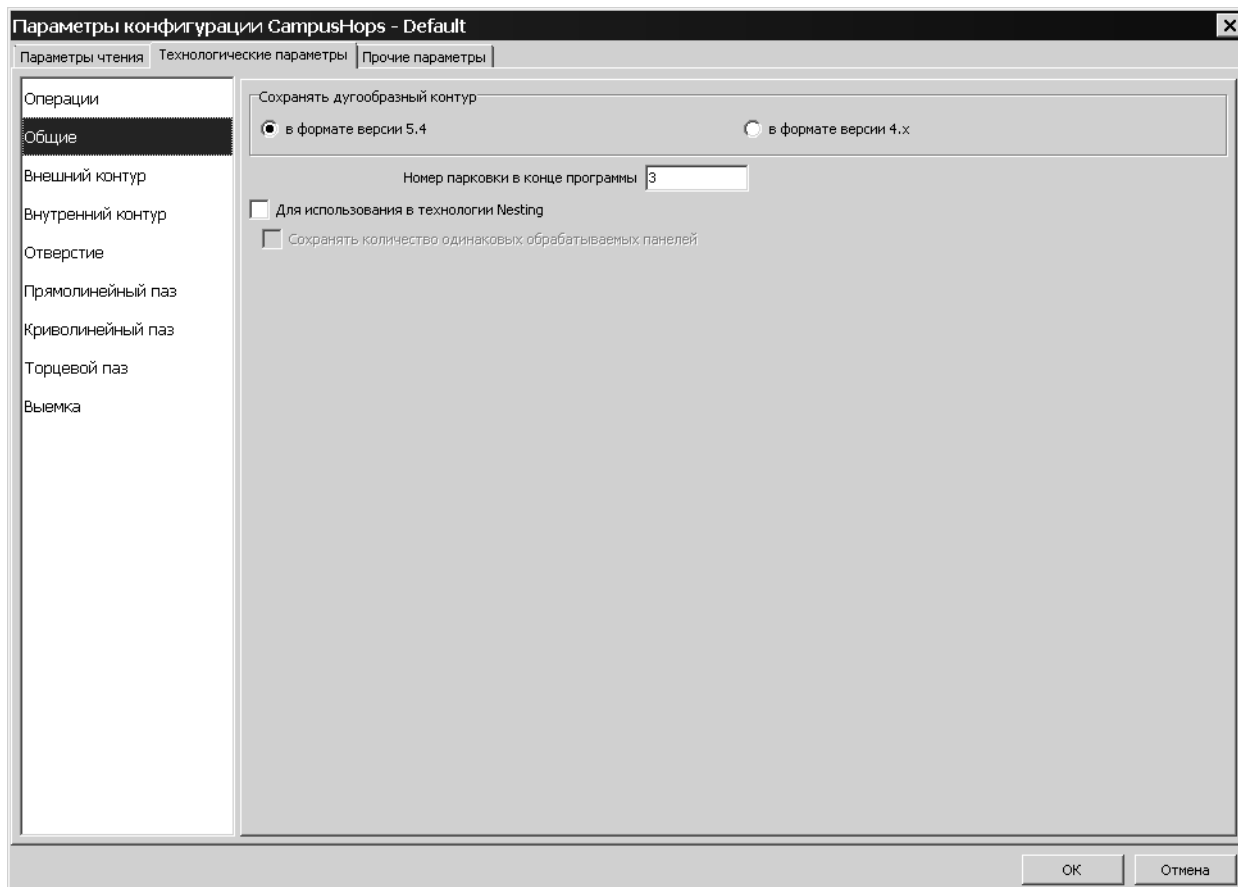 Параметры конфигурации CampusHops - Default
Параметры чтения Технологические параметры Прочие параметры
Операции
Общие
Внешний контур
Внутренний контур
Отверстие
Прямолинейный паз
Криволинейный паз
Торцевой паз
Выемка
Сохранять дугообразный контур
в формате версии 5.4 в формате версии 4.x
Номер парковки в конце программы 3
Для использования в технологии Nesting
Сохранять количество одинаковых обрабатываемых панелей
ОК Отмена